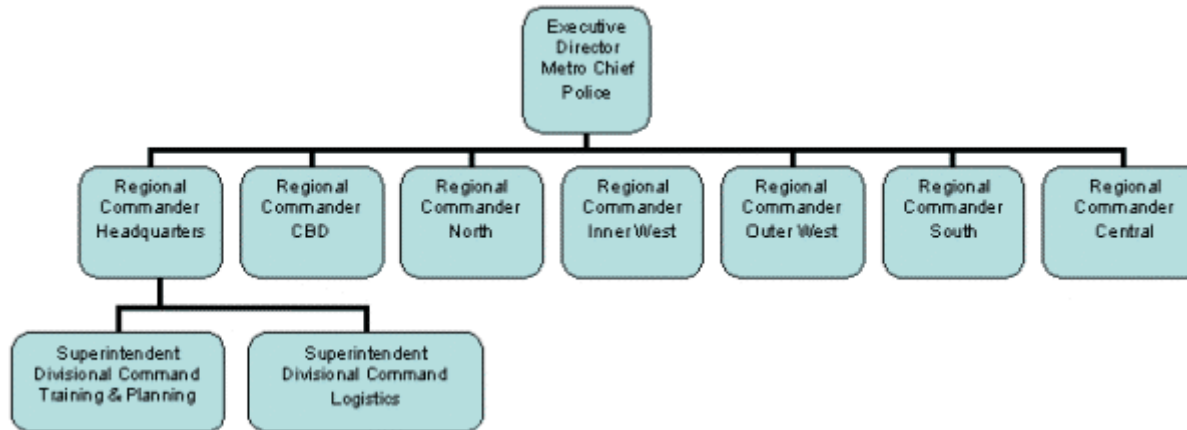 Executive
Director
Metro Chief
Police
Regional
Commander
Headquarters
Regional
Commander
CBD
Regional
Commander
North
Regional
Commander
Inner West
Regional
Commander
Outer West
Regional
Commander
South
Regional
Commander
Central
Superintendent
Divisional Command
Training & Planning
Superintendent
Divisional Command
Logistics